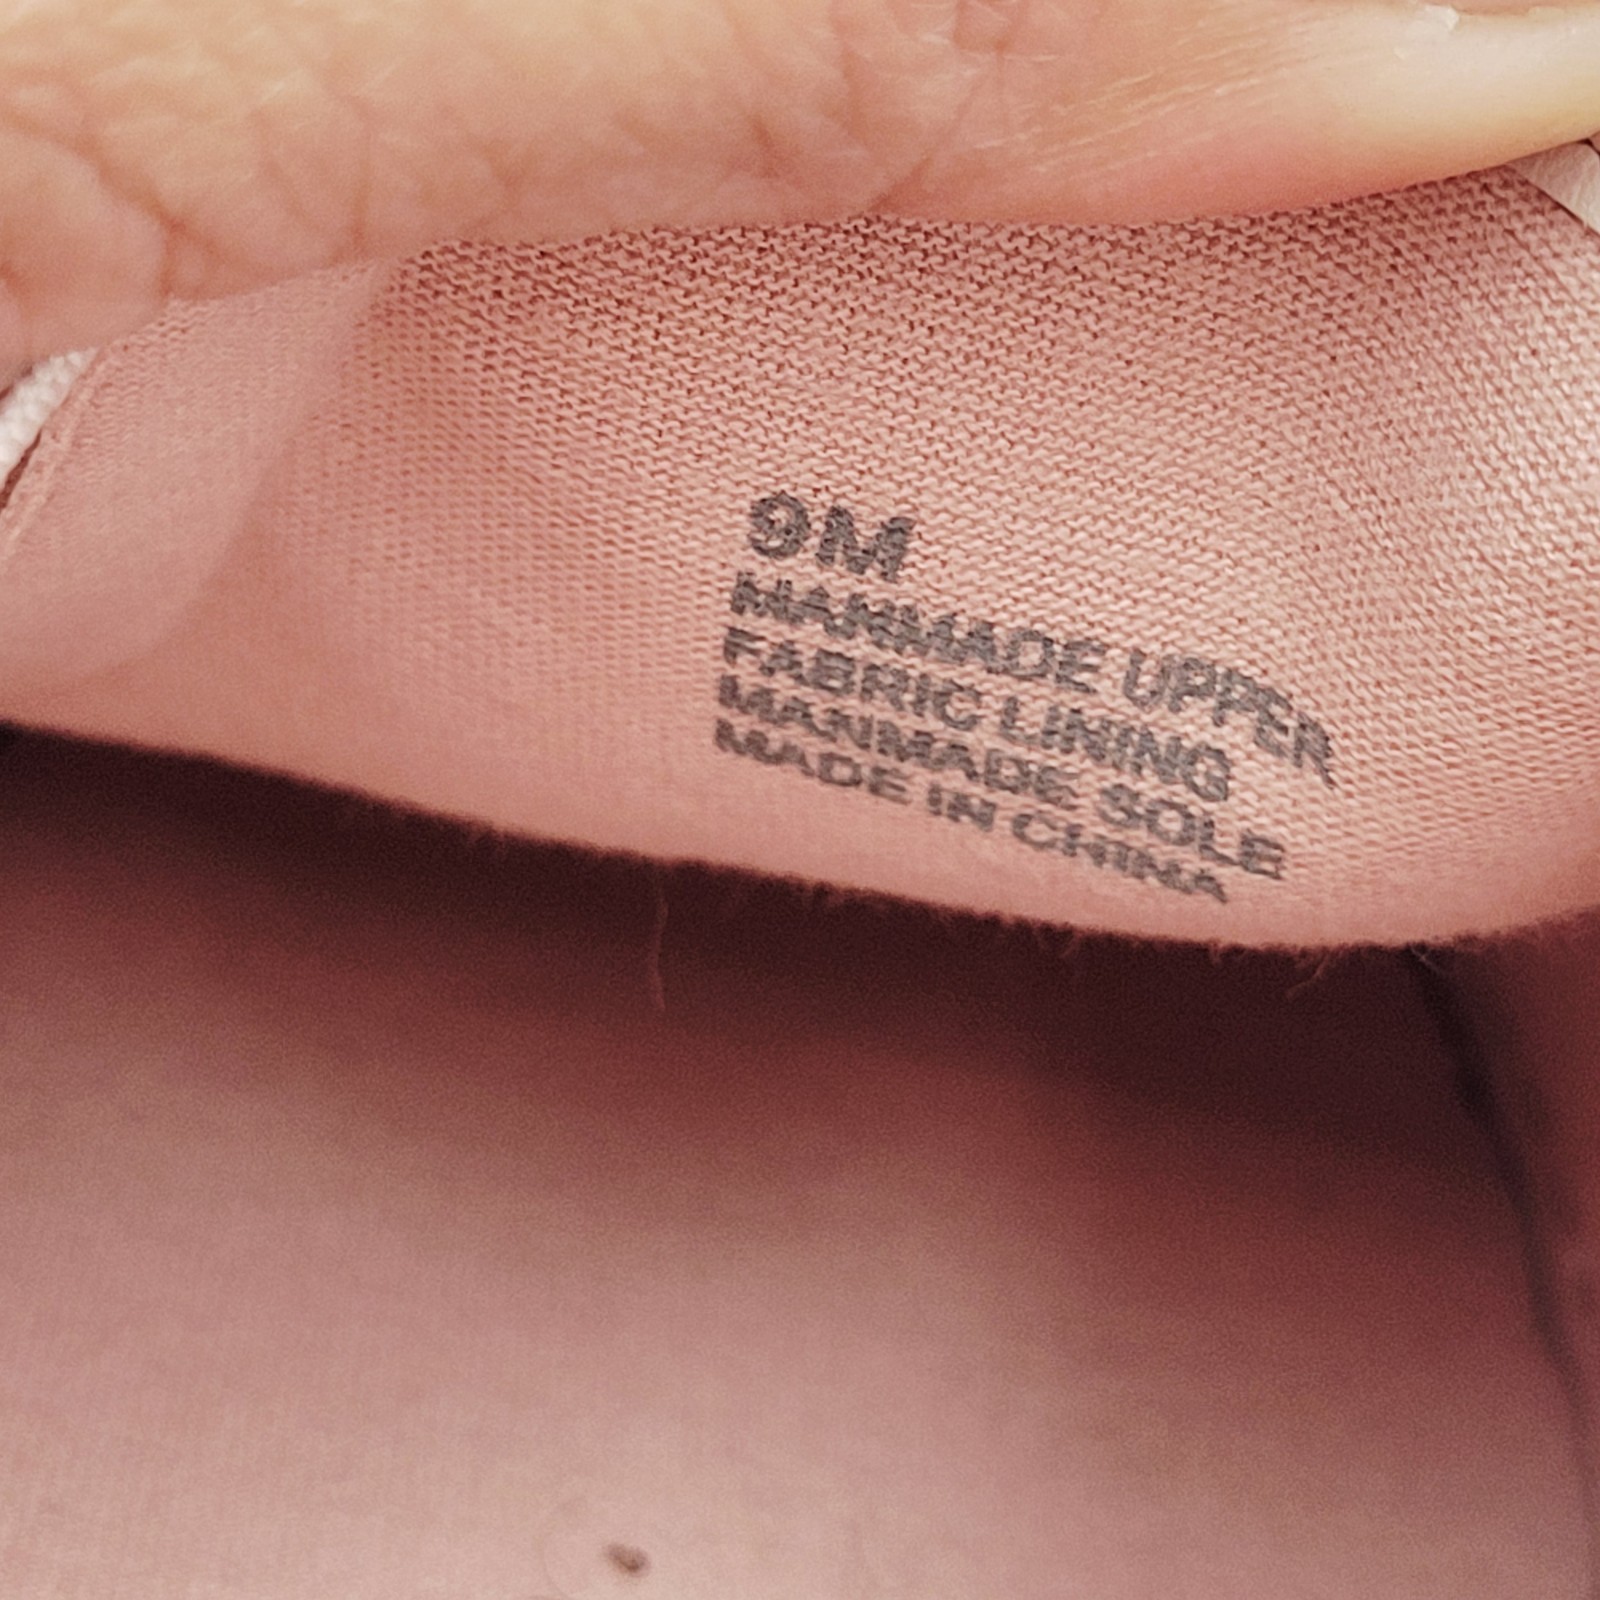 9M
MANMADE UPPER
FABRIC LINING
MANMADE SOLE
MADE IN CHINA